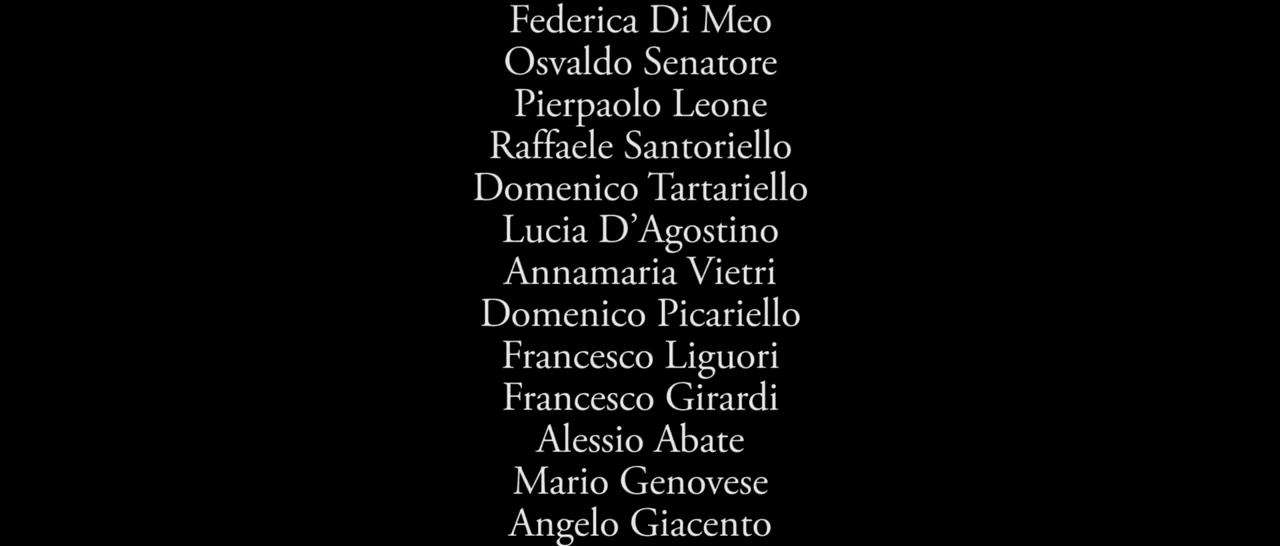 Federica Di Meo
Osvaldo Senatore
Pierpaolo Leone
Raffaele Santoriello
Domenico Tartariello
Lucia D’Agostino
Annamaria Vietri
Domenico Picariello
Francesco Liguori
Francesco Girardi
Alessio Abate
Mario Genovese
Angelo Giacento